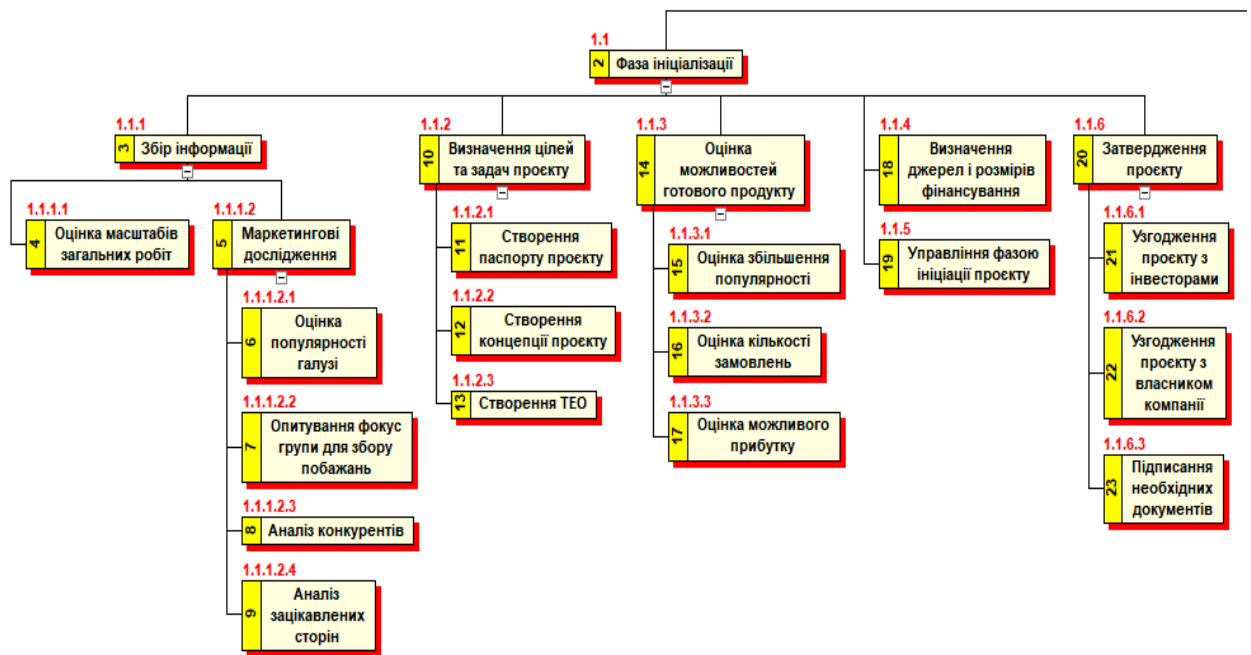 1.1
2
Фаза ініціалізації
1.1.1
3
Збір інформації
1.1.1.1
4
Оцінка масштабів
загальних робіт
1.1.1.2
5
Маркетингові
дослідження
1.1.1.2.1
6
Оцінка
популярності
галузі
1.1.1.2.2
7
Опитування фокус
групи для збору
побажань
1.1.1.2.3
8
Аналіз конкурентів
1.1.1.2.4
9
Аналіз
зацікавлених
сторін
1.1.2
10
Визначення цілей
та задач проєкту
1.1.2.1
11
Створення
паспорту проєкту
1.1.2.2
12
Створення
концепції проєкту
1.1.2.3
13
Створення ТЕО
1.1.3
14
Оцінка
можливостей
готового продукту
1.1.3.1
15
Оцінка збільшення
популярності
1.1.3.2
16
Оцінка кількості
замовлень
1.1.3.3
17
Оцінка можливого
прибутку
1.1.4
18
Визначення
джерел і розмірів
фінансування
1.1.5
19
Управління фазою
ініціації проєкту
1.1.6
20
Затвердження
проєкту
1.1.6.1
21
Узгодження
проєкту з
інвесторами
1.1.6.2
22
Узгодження
проєкту з
власником
компанії
1.1.6.3
23
Підписання
необхідних
документів